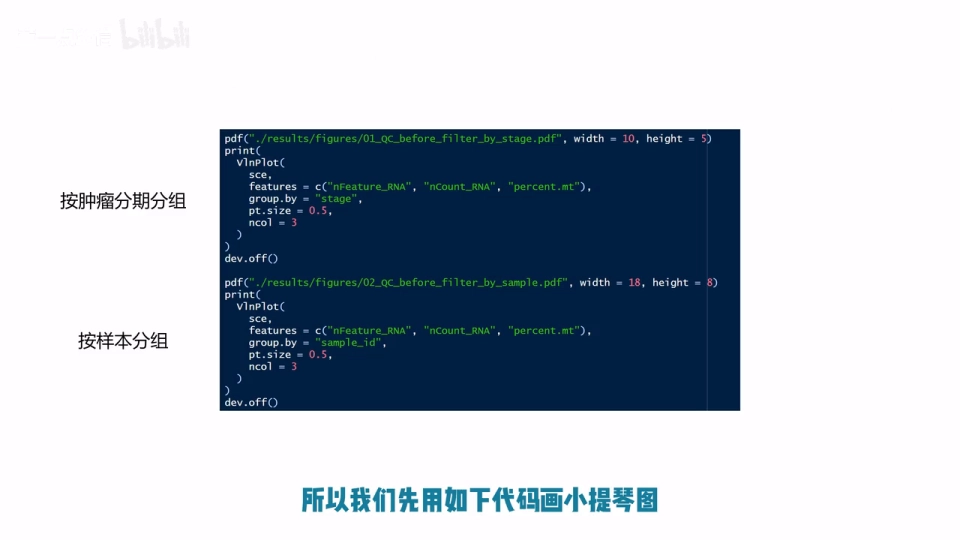 bilibili
pdf("./results/figures/01_QC_before_filter_by_stage.pdf", width = 10, height = 5)
print(
VlnPlot(
sce,
features = c("nFeature_RNA", "nCount_RNA", "percent.mt"),
group.by = "stage",
pt.size = 0.5,
ncol = 3
)
)
dev.off()
按肿瘤分期分组
pdf("./results/figures/02_QC_before_filter_by_sample.pdf", width = 18, height = 8)
print(
VlnPlot(
sce,
features = c("nFeature_RNA", "nCount_RNA", "percent.mt"),
group.by = "sample_id",
pt.size = 0.5,
ncol = 3
)
)
dev.off()
按样本分组
所以我们先用如下代码画小提琴图